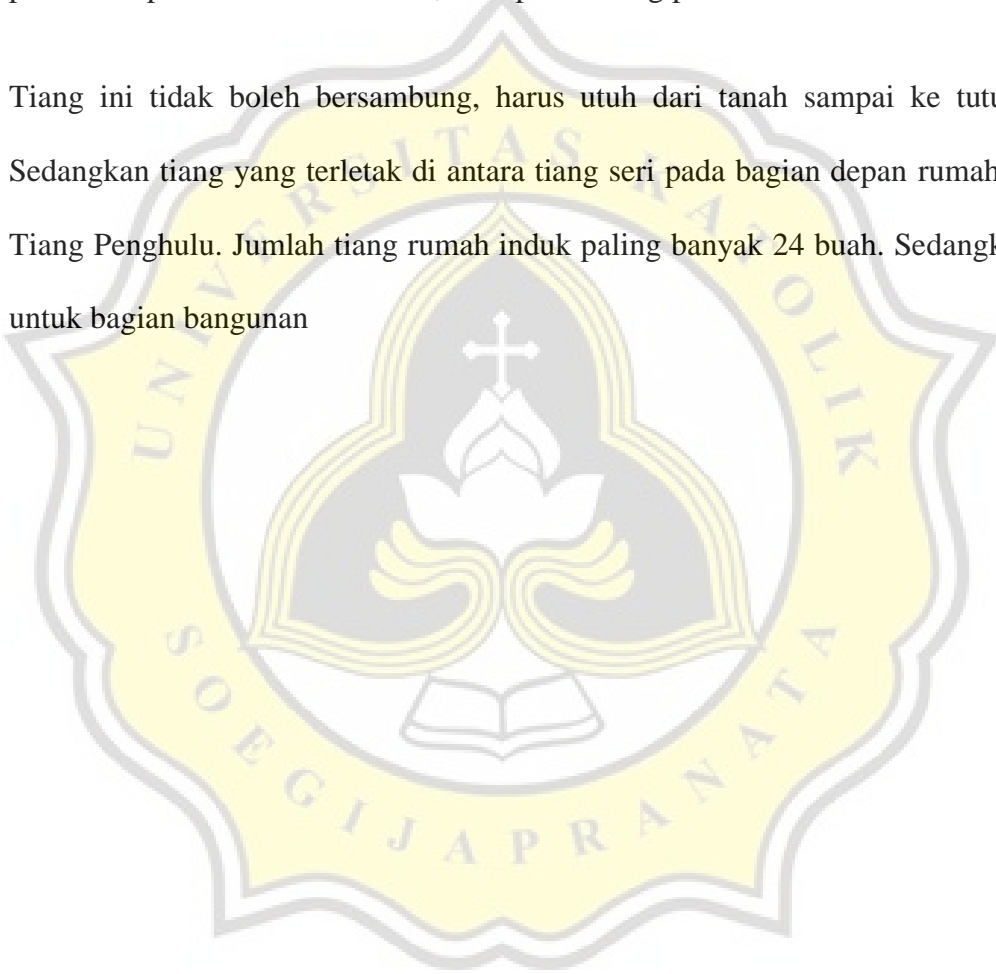 Tiang ini tidak boleh bersambung, harus utuh dari tanah sampai ke tutu
Sedangkan tiang yang terletak di antara tiang seri pada bagian depan rumah
Tiang Penghulu. Jumlah tiang rumah induk paling banyak 24 buah. Sedangk
untuk bagian bangunan
UNIVERSITAS KATOLIK
SOEGIJAPRANATA